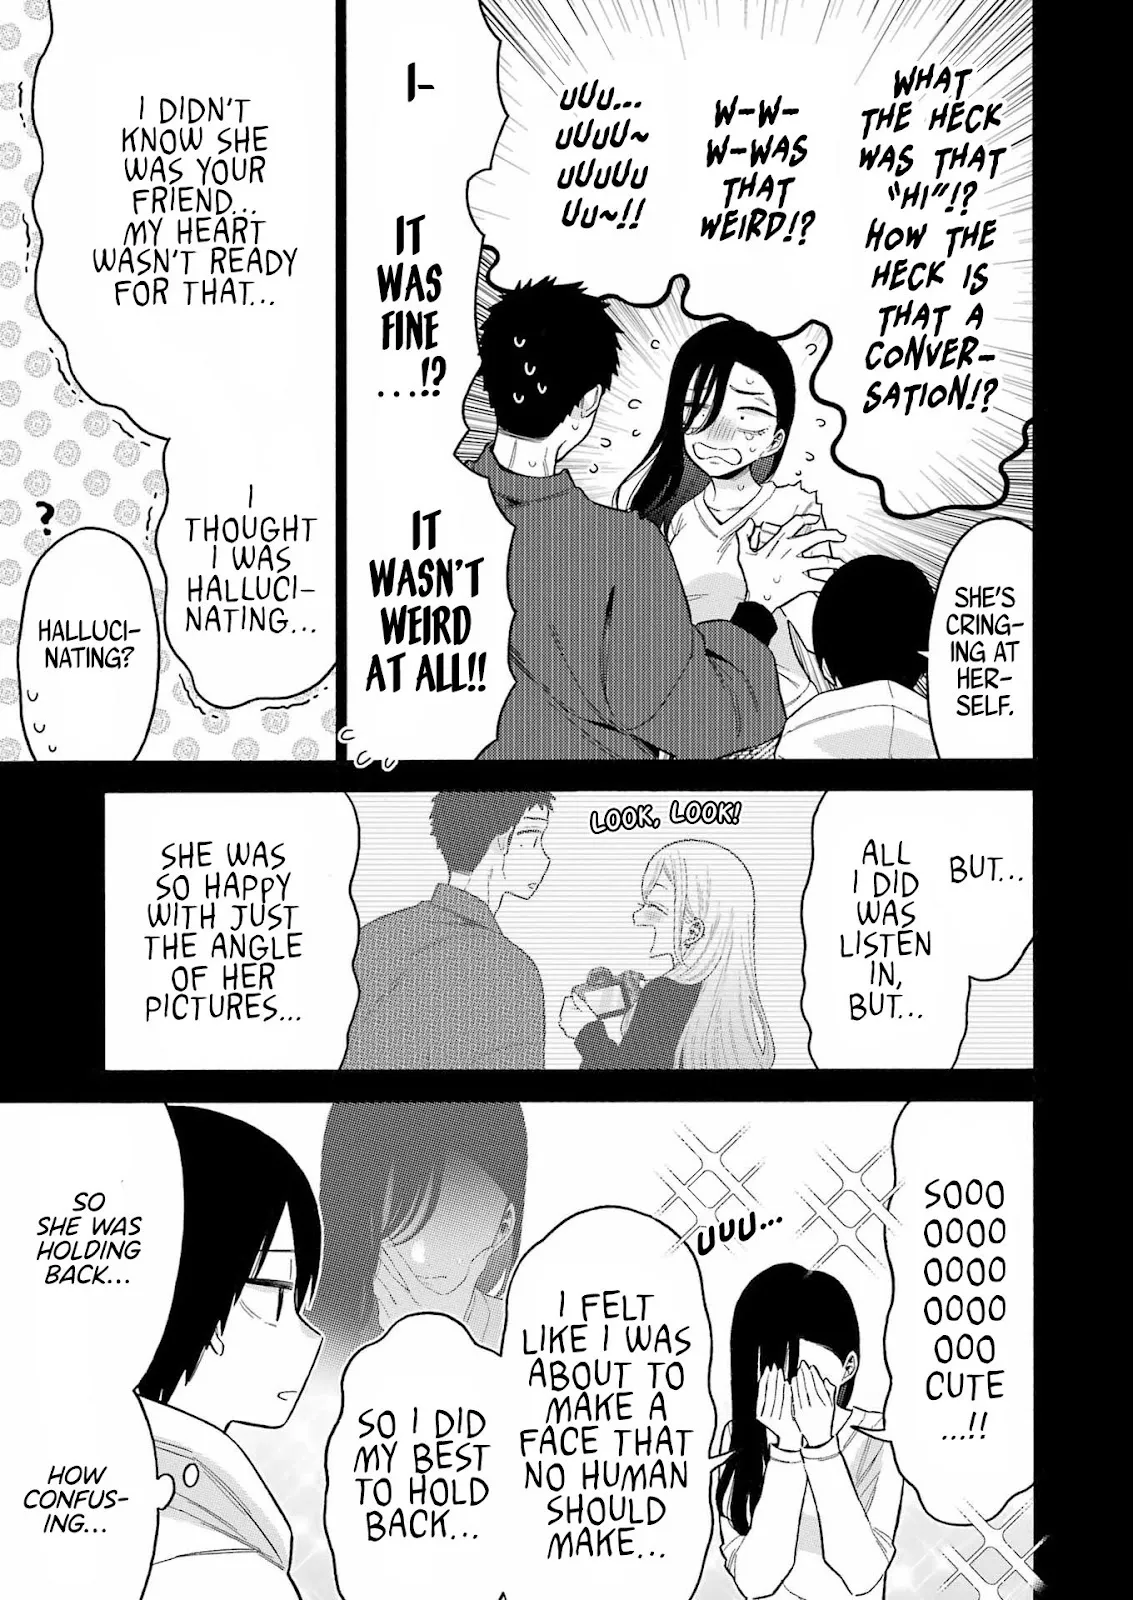 WHAT
THE HECK
WAS THAT
"HI"!?
HOW THE
HECK IS
THAT A
CONVER-
SATION!?
W-W-
W-WAS
THAT
WEIRD!?
UUU...
UUUU~
UUUUU
UU~!!
SHE'S
CRING-
ING AT
HER-
SELF.
I-
IT
WAS
FINE
...!?
IT
WASN'T
WEIRD
AT ALL!!
I DIDN'T
KNOW SHE
WAS YOUR
FRIEND...
MY HEART
WASN'T READY
FOR THAT...
I
THOUGHT
I WAS
HALLUCI-
NATING...
?
HALLUCI-
NATING?
BUT...
ALL
I DID
WAS
LISTEN
IN,
BUT...
LOOK, LOOK!
SHE WAS
SO HAPPY
WITH JUST
THE ANGLE
OF HER
PICTURES...
SOOO
OOOO
OOOO
OOOO
OOO
CUTE
...!!
UUU...
I FELT
LIKE I WAS
ABOUT TO
MAKE A
FACE THAT
NO HUMAN
SHOULD
MAKE...
SO I DID
MY BEST
TO HOLD
BACK...
SO
SHE WAS
HOLDING
BACK...
HOW
CONFUS-
ING...